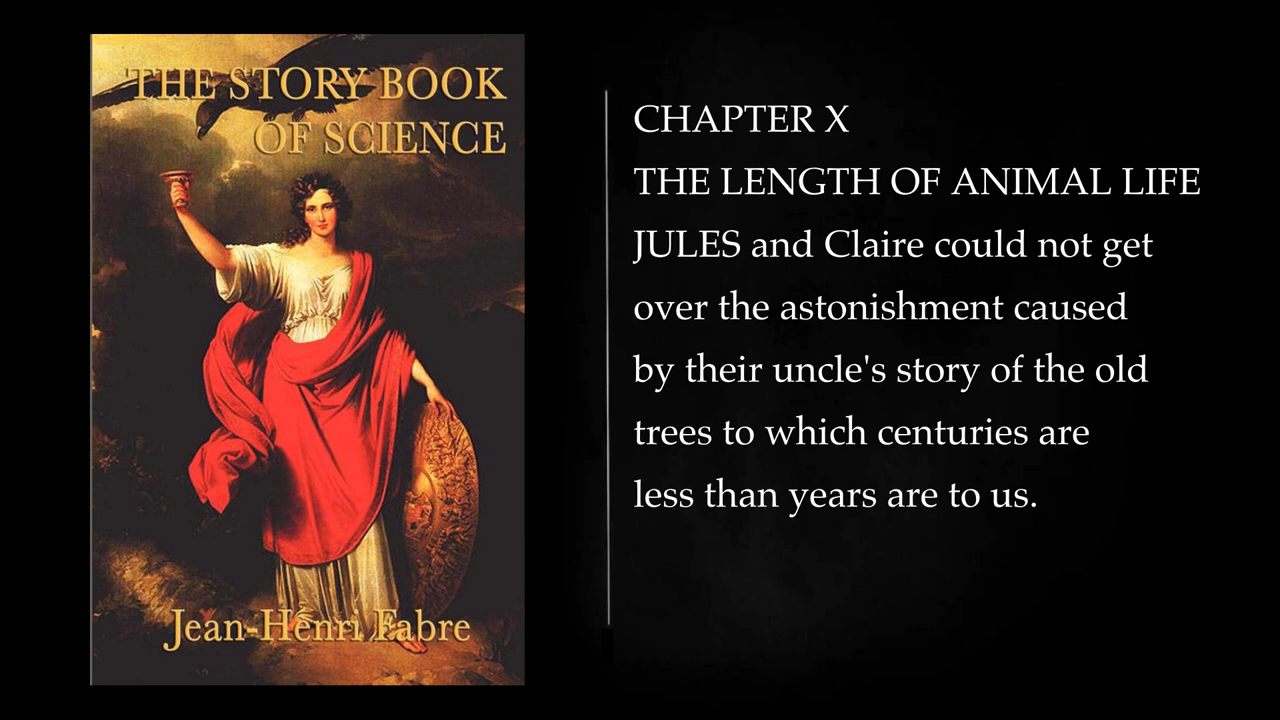 THE STORY BOOK
OF SCIENCE
Jean-Henri Fabre
CHAPTER X
THE LENGTH OF ANIMAL LIFE
JULES and Claire could not get
over the astonishment caused
by their uncle's story of the old
trees to which centuries are
less than years are to us.